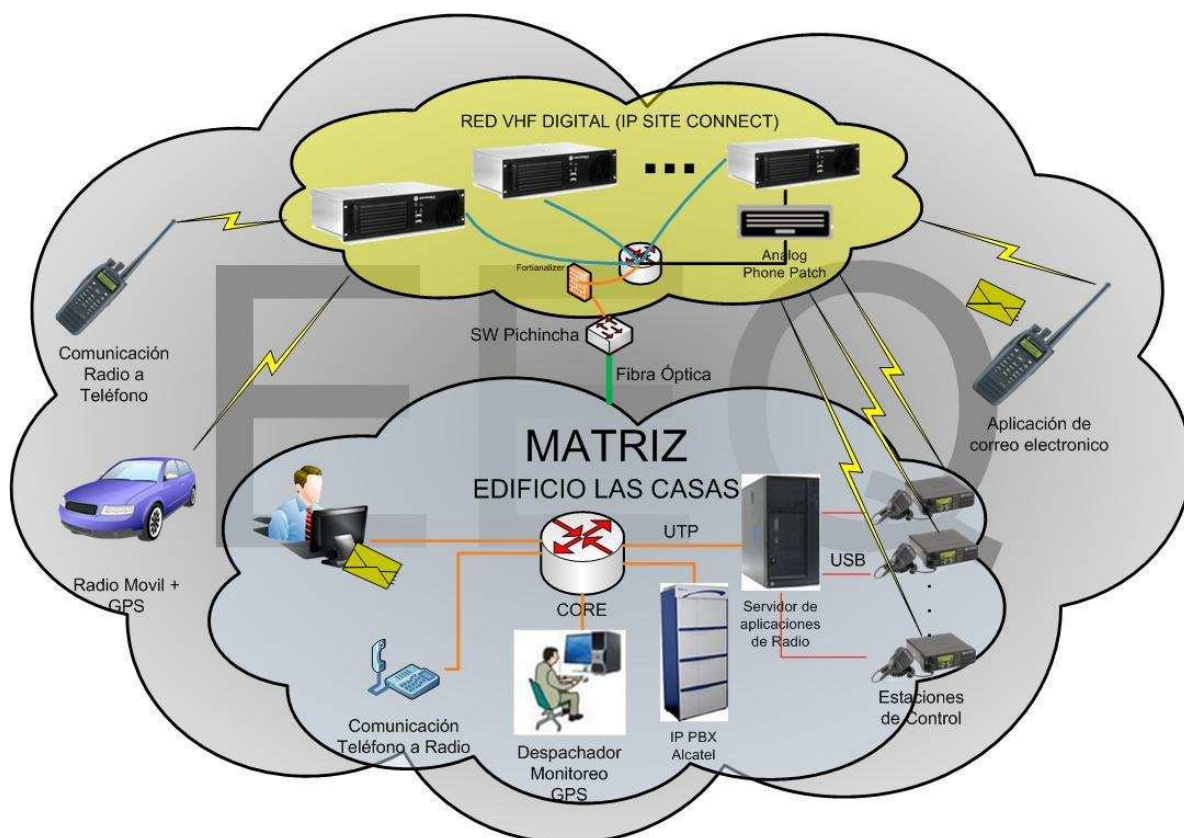 RED VHF DIGITAL (IP SITE CONNECT)
Fortianalizer
Analog
Phone Patch
SW Pichincha
Fibra Óptica
Comunicación
Radio a
Teléfono
Aplicación de
correo electronico
EEQ
MATRIZ
EDIFICIO LAS CASAS
UTP
USB
CORE
Radio Movil +
GPS
Servidor de
aplicaciones
de Radio
Comunicación
Teléfono a Radio
Despachador
Monitoreo
GPS
IP PBX
Alcatel
Estaciones
de Control